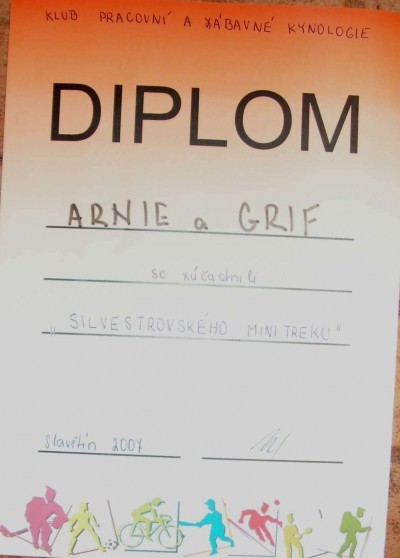 KLUB PRACOVNÍ A ZÁBAVNÉ KYNOLOGIE
DIPLOM
ARNIE a GRIF
se zúčastnili
„SILVESTROVSKÉHO MINITREKU"
Slavětín 2007